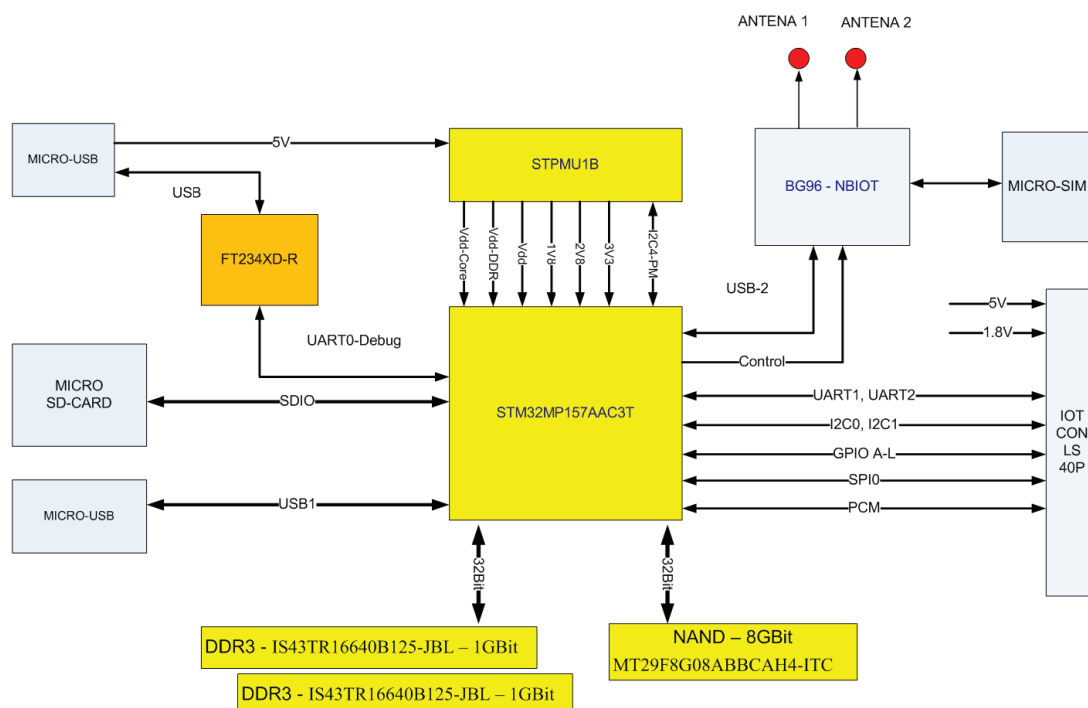 ANTENA 1
ANTENA 2
MICRO-USB
5V
STPMU1B
BG96 - NBIOT
MICRO-SIM
USB
FT234XD-R
Vdd-Core
Vdd-DDR
Vdd
1V8
2V8
3V3
I2C4-PM
USB-2
5V
1.8V
UART0-Debug
Control
MICRO
SD-CARD
SDIO
STM32MP157AAC3T
UART1, UART2
I2C0, I2C1
GPIO A-L
SPI0
PCM
IOT
CON
LS
40P
MICRO-USB
USB1
32Bit
32Bit
DDR3 - IS43TR16640B125-JBL – 1GBit
DDR3 - IS43TR16640B125-JBL – 1GBit
NAND – 8GBit
MT29F8G08ABBCAH4-ITC